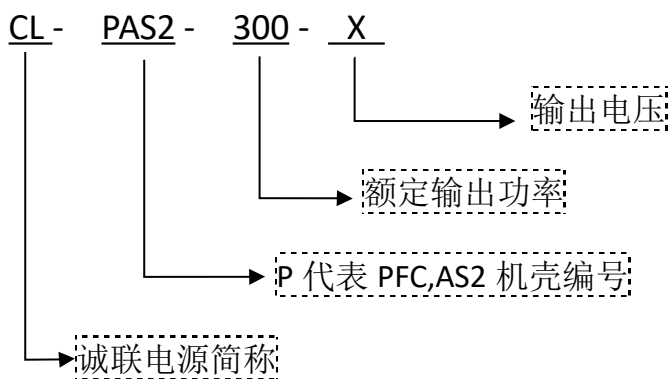 CL - PAS2 - 300 - X
输出电压
额定输出功率
P 代表 PFC,AS2 机壳编号
诚联电源简称